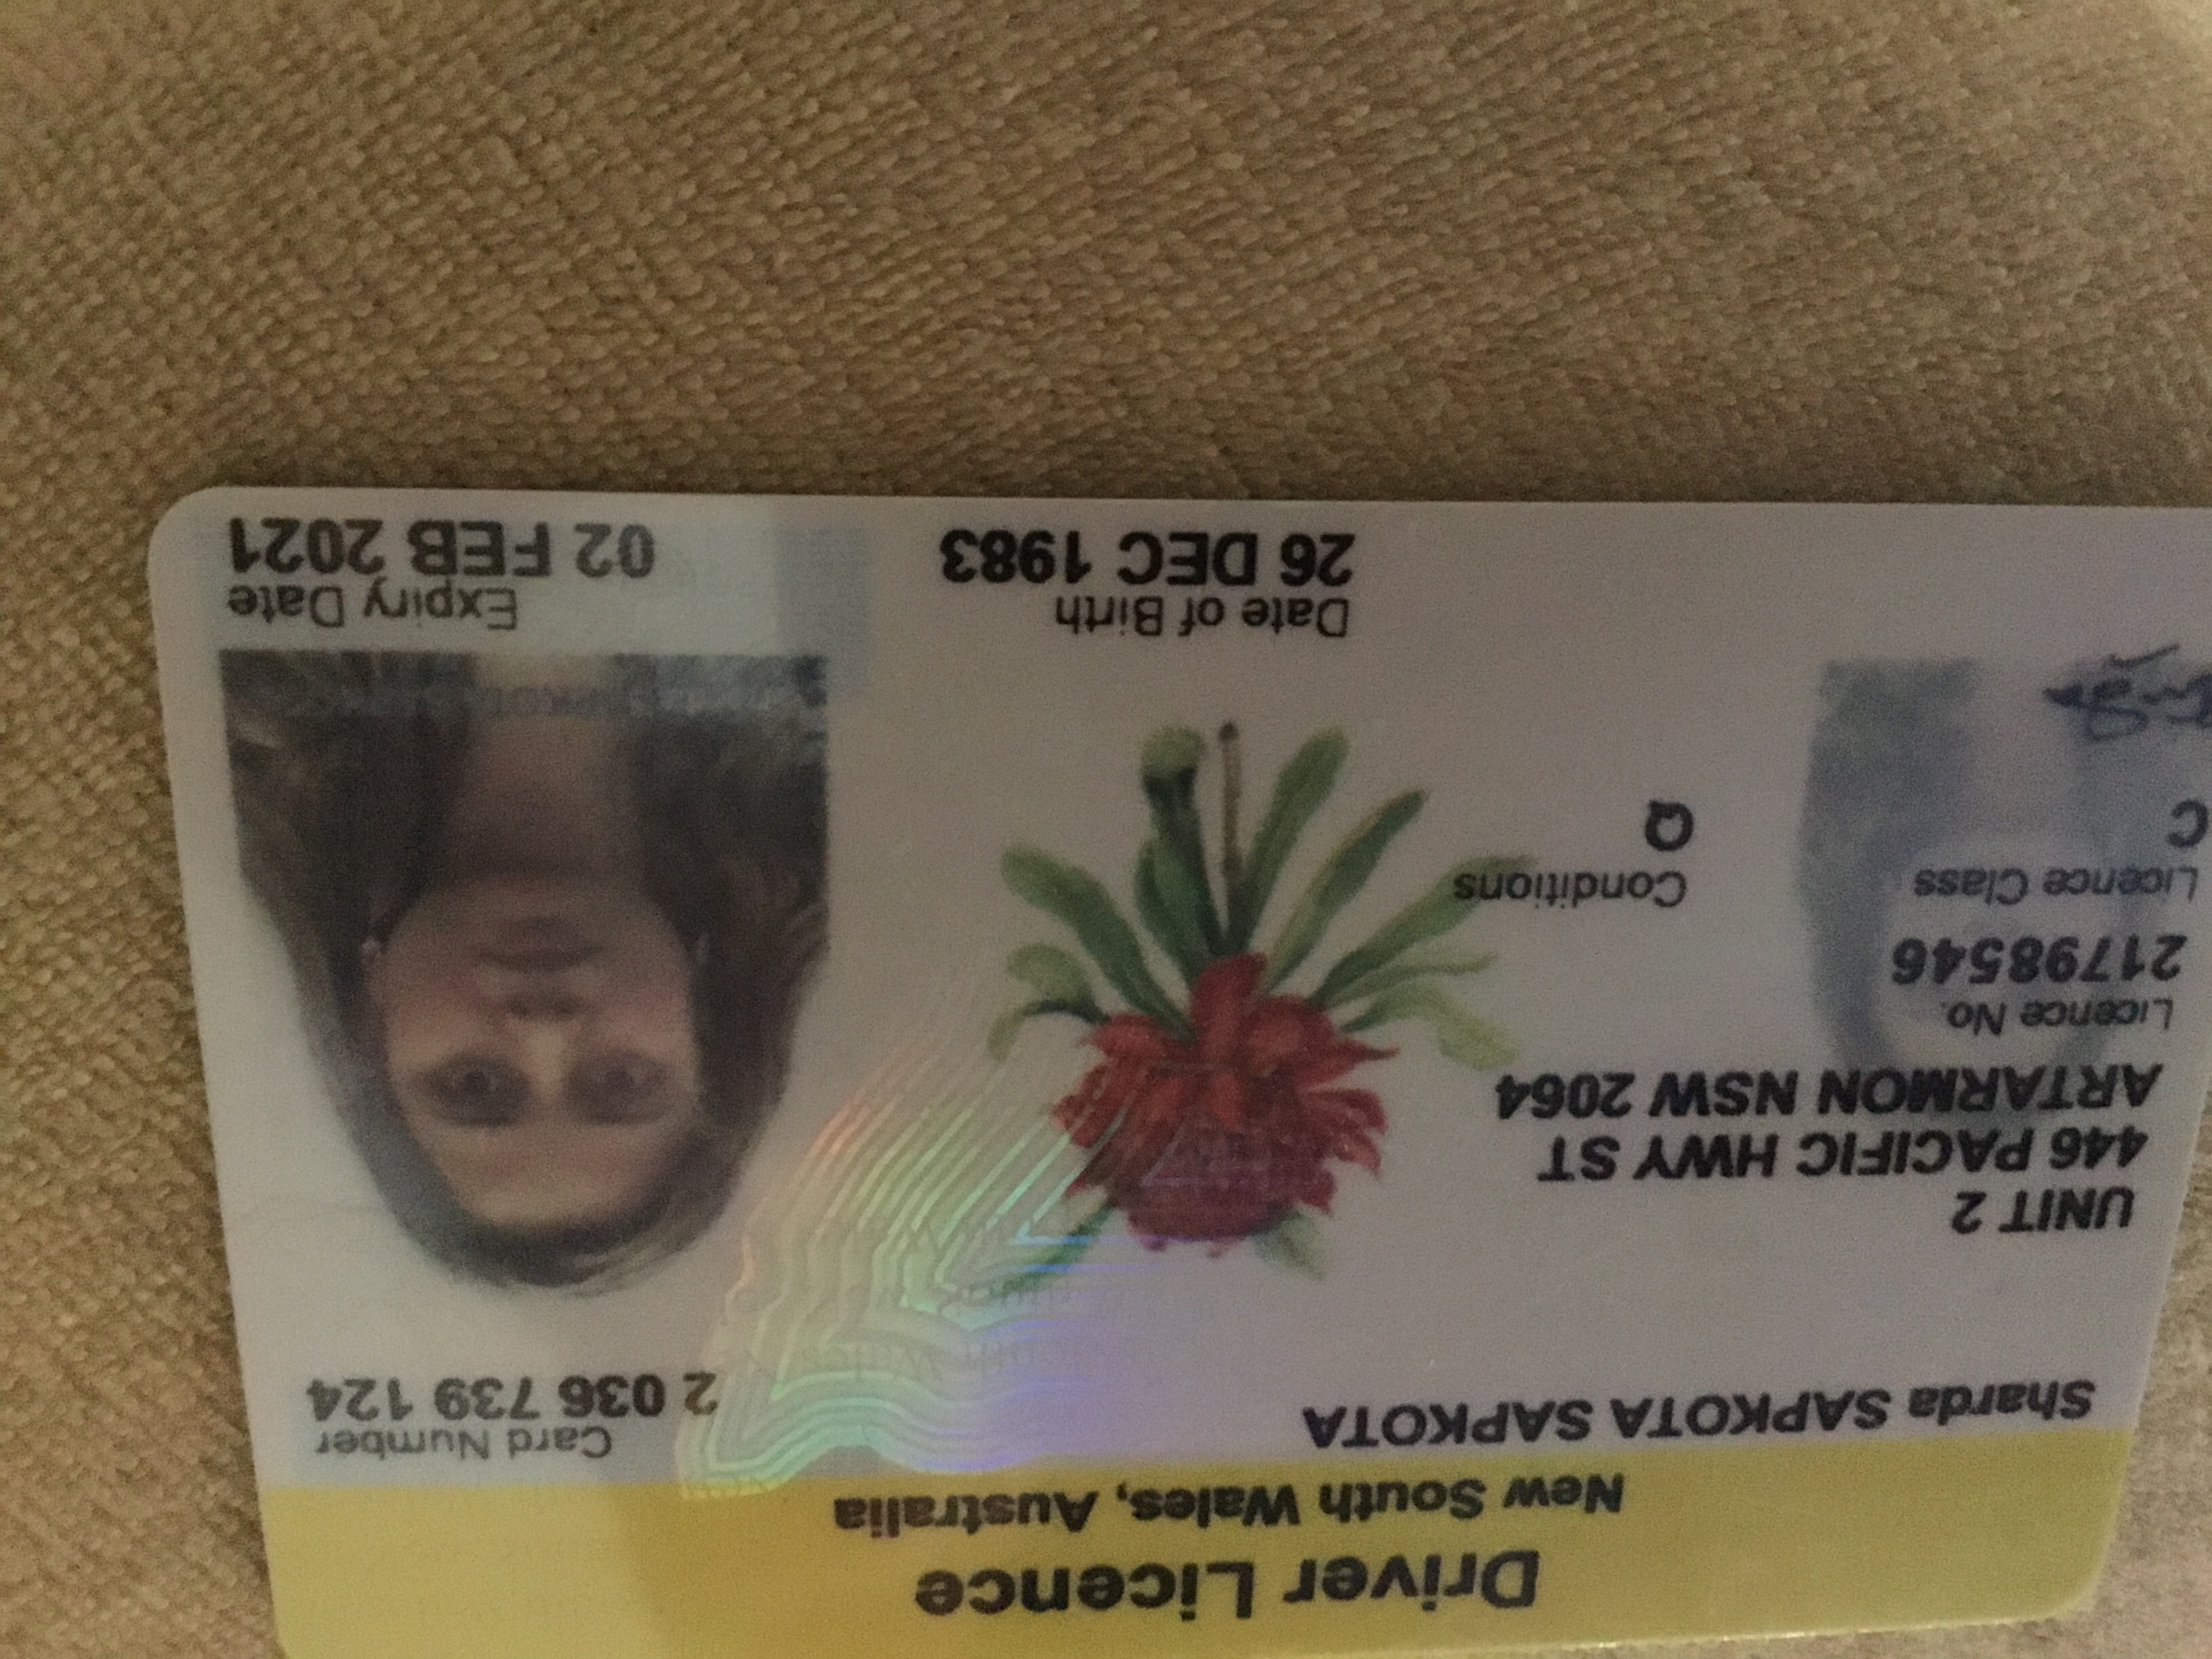 Driver Licence
New South Wales, Australia
Sharda SAPKOTA SAPKOTA
Card Number
2 036 739 124
UNIT 2
446 PACIFIC HWY ST
ARTARMON NSW 2064
Licence No.
21798546
Licence Class
C
Conditions
Q
Date of Birth
26 DEC 1983
Expiry Date
02 FEB 2021